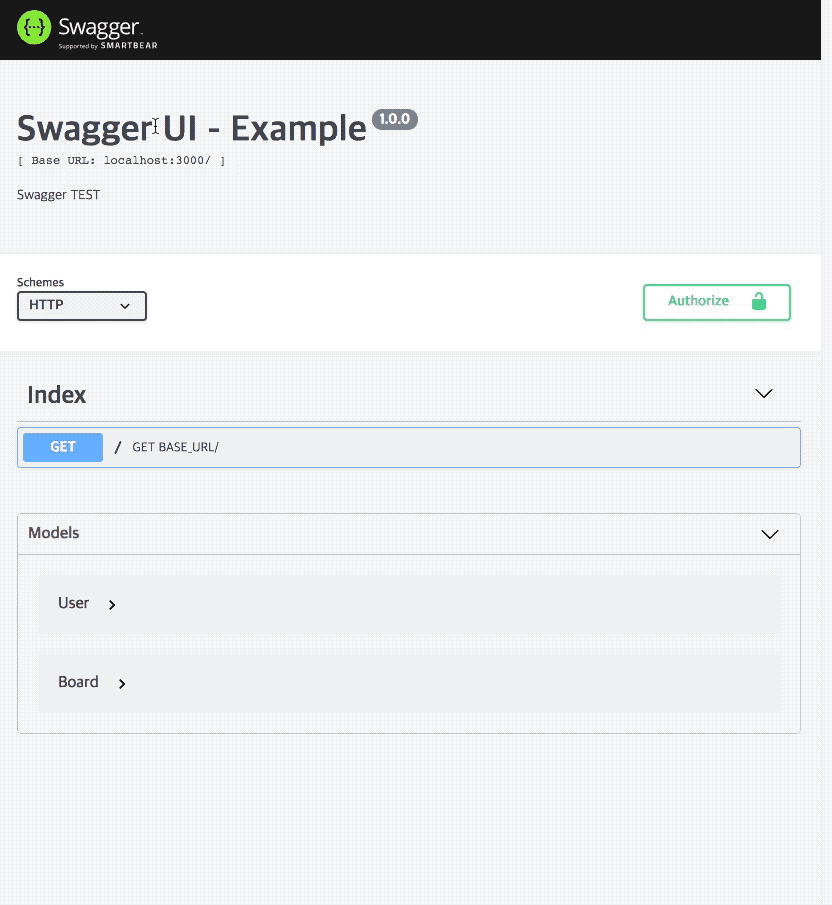 Swagger
Supported by SMARTBEAR
Swagger UI - Example 1.0.0
[ Base URL: localhost:3000/ ]
Swagger TEST
Schemes
HTTP
Authorize
Index
GET / GET BASE_URL/
Models
User
Board